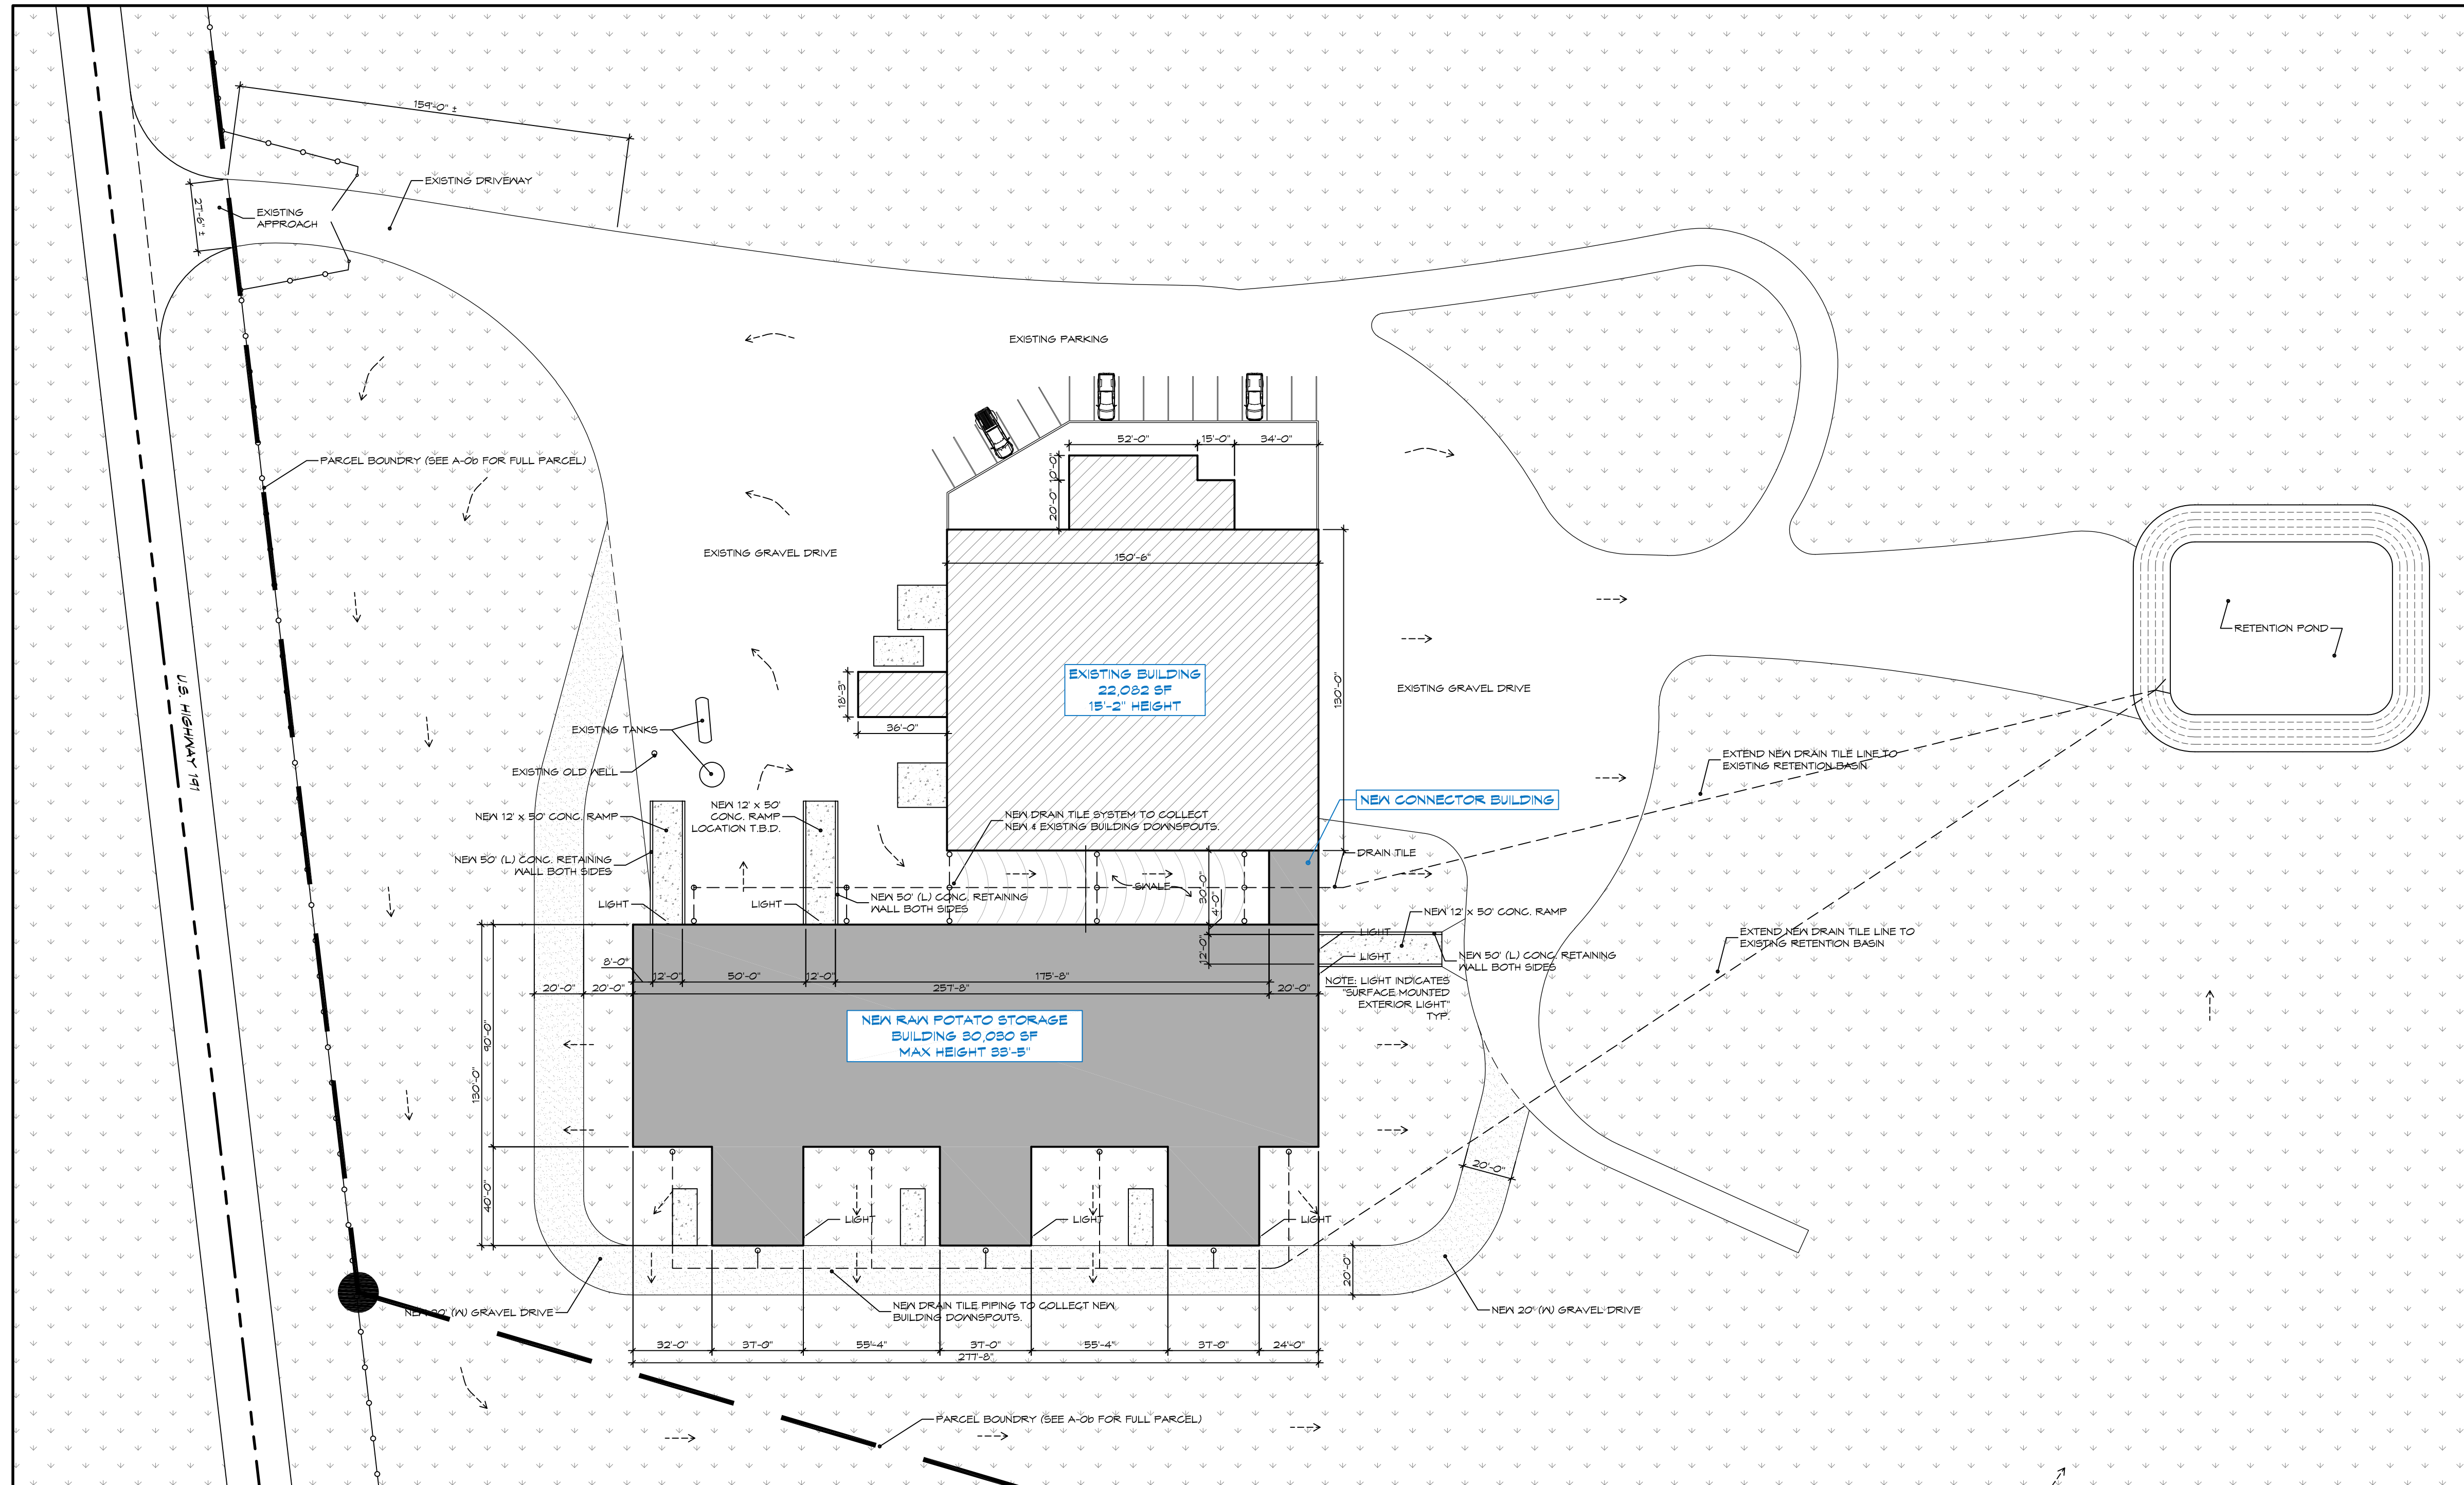 159'-0" ±
EXISTING DRIVEWAY
27'-6" ±
EXISTING
APPROACH
EXISTING PARKING
PARCEL BOUNDRY (SEE A-0b FOR FULL PARCEL)
52'-0"
15'-0"
34'-0"
10'-0"
20'-0"
EXISTING GRAVEL DRIVE
150'-6"
RETENTION POND
EXISTING BUILDING
22,082 SF
15'-2" HEIGHT
130'-0"
EXISTING GRAVEL DRIVE
U.S. HIGHWAY 191
18'-3"
36'-0"
EXISTING TANKS
EXISTING OLD WELL
EXTEND NEW DRAIN TILE LINE TO
EXISTING RETENTION BASIN
NEW CONNECTOR BUILDING
NEW 12' x 50' CONC. RAMP
NEW 12' x 50'
CONC. RAMP
LOCATION T.B.D.
NEW DRAIN TILE SYSTEM TO COLLECT
NEW & EXISTING BUILDING DOWNSPOUTS.
NEW 50' (L) CONC. RETAINING
WALL BOTH SIDES
DRAIN TILE
SWALE
30'-0"
4'-0"
LIGHT
LIGHT
NEW 50' (L) CONC. RETAINING
WALL BOTH SIDES
NEW 12' x 50' CONC. RAMP
LIGHT
12'-0"
EXTEND NEW DRAIN TILE LINE TO
EXISTING RETENTION BASIN
LIGHT
NEW 50' (L) CONC. RETAINING
WALL BOTH SIDES
8'-0"
12'-0"
50'-0"
12'-0"
175'-8"
20'-0"
20'-0"
257'-8"
20'-0"
NOTE: LIGHT INDICATES
"SURFACE MOUNTED
EXTERIOR LIGHT"
TYP.
NEW RAW POTATO STORAGE
BUILDING 30,030 SF
MAX HEIGHT 33'-5"
90'-0"
130'-0"
40'-0"
20'-0"
LIGHT
LIGHT
LIGHT
20'-0"
NEW 20' (W) GRAVEL DRIVE
NEW DRAIN TILE PIPING TO COLLECT NEW
BUILDING DOWNSPOUTS.
NEW 20' (W) GRAVEL DRIVE
32'-0"
37'-0"
55'-4"
37'-0"
55'-4"
37'-0"
24'-0"
277'-8"
PARCEL BOUNDRY (SEE A-0b FOR FULL PARCEL)